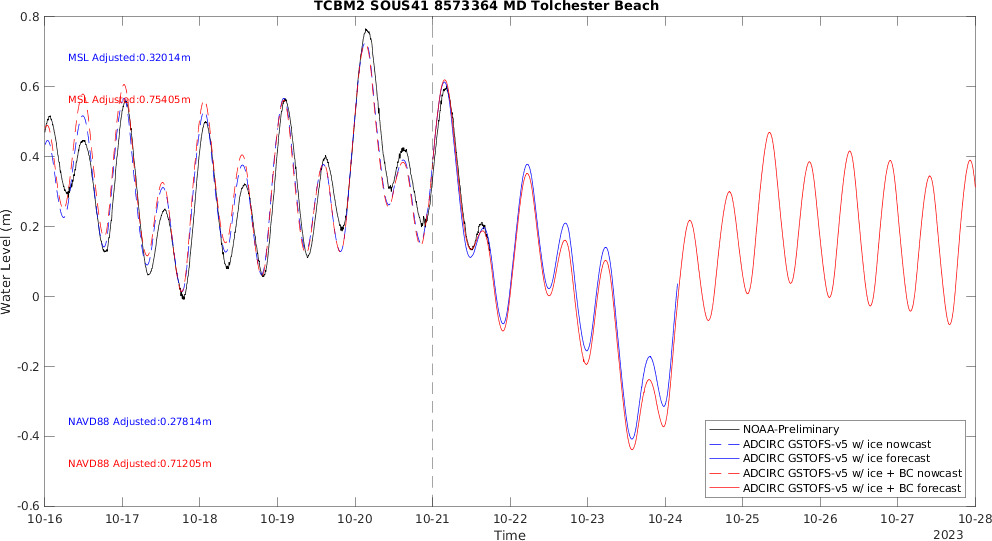 TCBM2 SOUS41 8573364 MD Tolchester Beach
0.8
0.6
0.4
0.2
0
-0.2
-0.4
-0.6
Water Level (m)
MSL Adjusted:0.32014m
MSL Adjusted:0.75405m
NAVD88 Adjusted:0.27814m
NAVD88 Adjusted:0.71205m
NOAA-Preliminary
ADCIRC GSTOFS-v5 w/ ice nowcast
ADCIRC GSTOFS-v5 w/ ice forecast
ADCIRC GSTOFS-v5 w/ ice + BC nowcast
ADCIRC GSTOFS-v5 w/ ice + BC forecast
10-16 10-17 10-18 10-19 10-20 10-21 10-22 10-23 10-24 10-25 10-26 10-27 10-28
Time
2023